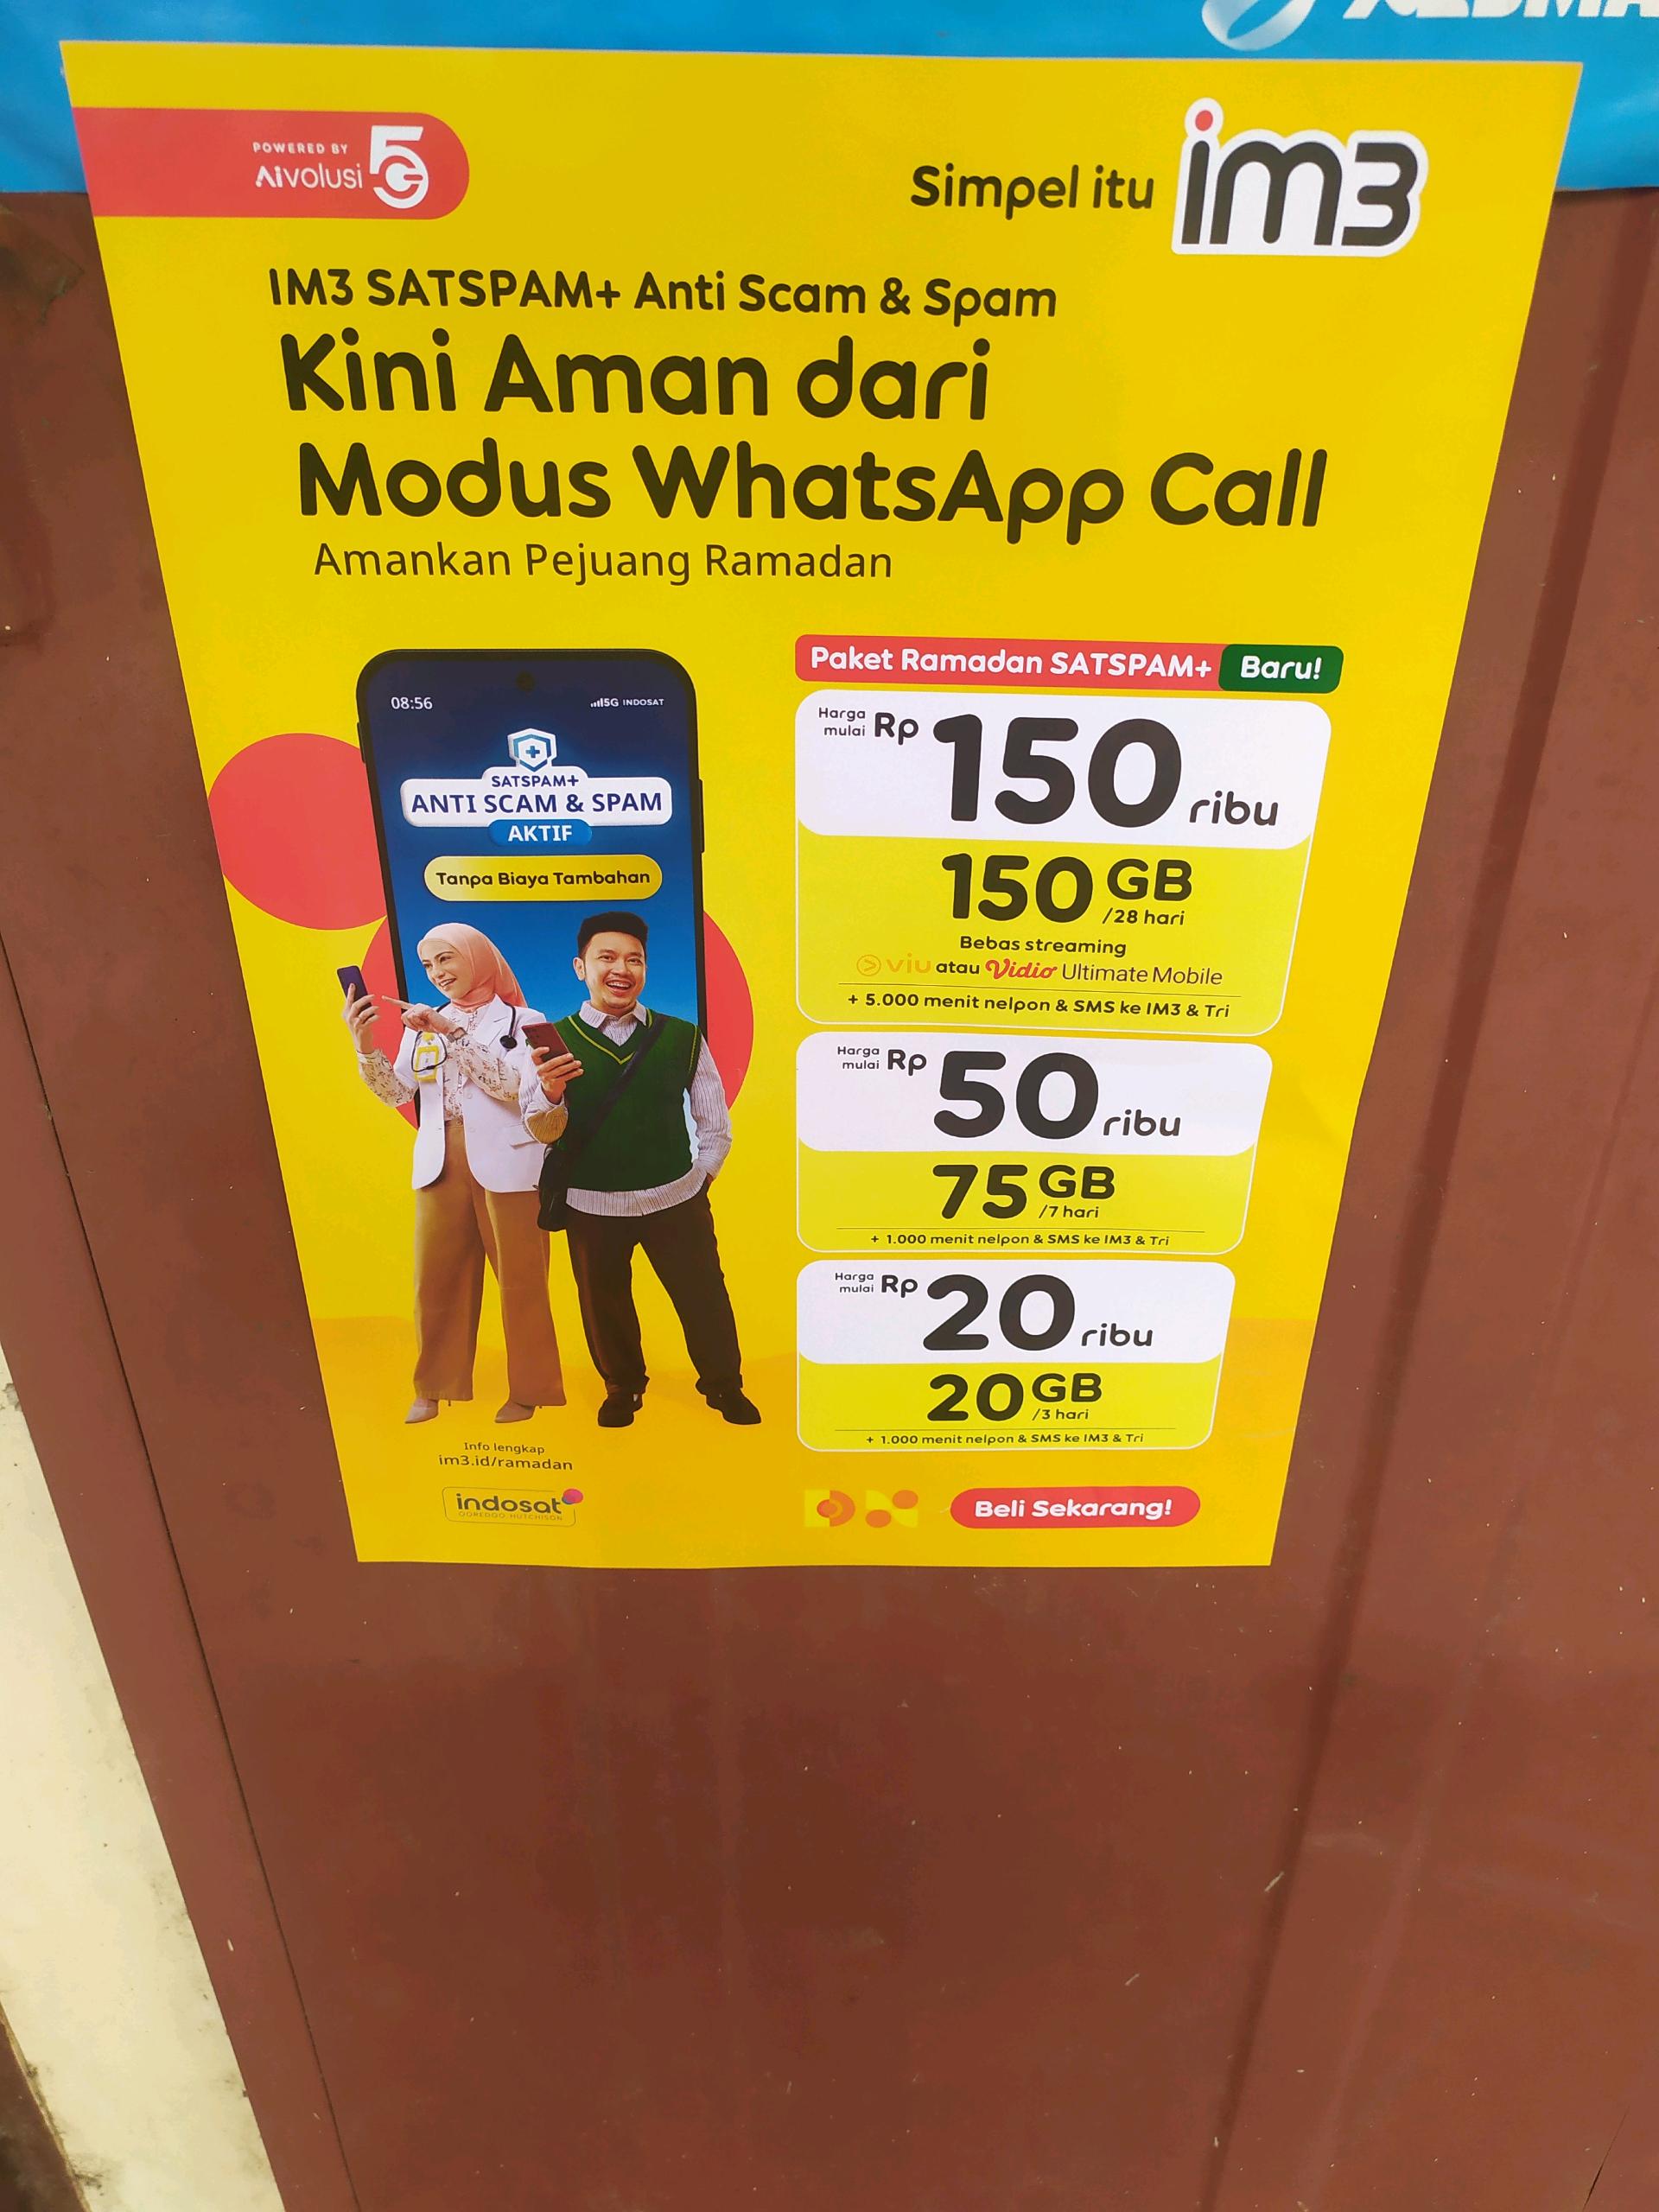 POWERED BY
AIvolusi 5G
Simpel itu im3
IM3 SATSPAM+ Anti Scam & Spam
Kini Aman dari
Modus WhatsApp Call
Amankan Pejuang Ramadan
08:56
5G INDOSAT
SATSPAM+
ANTI SCAM & SPAM
AKTIF
Tanpa Biaya Tambahan
Paket Ramadan SATSPAM+ Baru!
Harga mulai Rp 150 ribu
150 GB /28 hari
Bebas streaming
viu atau Vidio Ultimate Mobile
+ 5.000 menit nelpon & SMS ke IM3 & Tri
Harga mulai Rp 50 ribu
75 GB /7 hari
+ 1.000 menit nelpon & SMS ke IM3 & Tri
Harga mulai Rp 20 ribu
20 GB /3 hari
+ 1.000 menit nelpon & SMS ke IM3 & Tri
Info lengkap
im3.id/ramadan
indosat
OOREDOO HUTCHISON
Beli Sekarang!